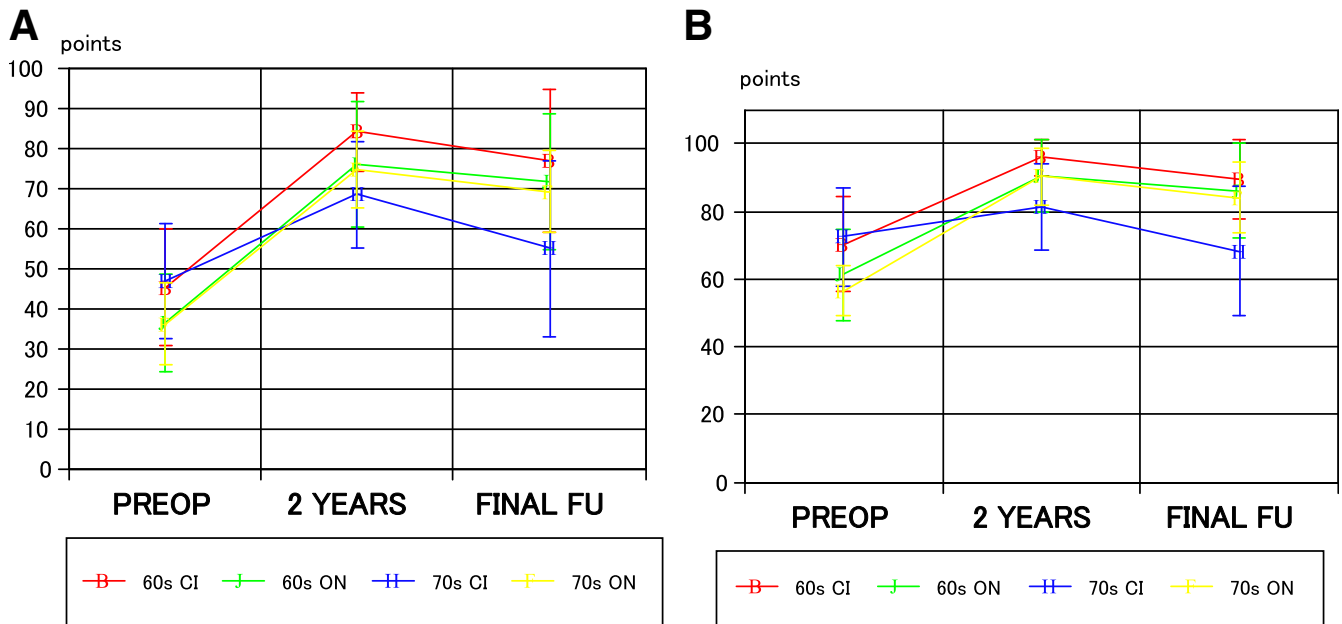 A
points
100
90
80
70
60
50
40
30
20
10
0
PREOP 2 YEARS FINAL FU
B 60s CI J 60s ON H 70s CI F 70s ON
B
points
100
80
60
40
20
0
PREOP 2 YEARS FINAL FU
B 60s CI J 60s ON H 70s CI F 70s ON